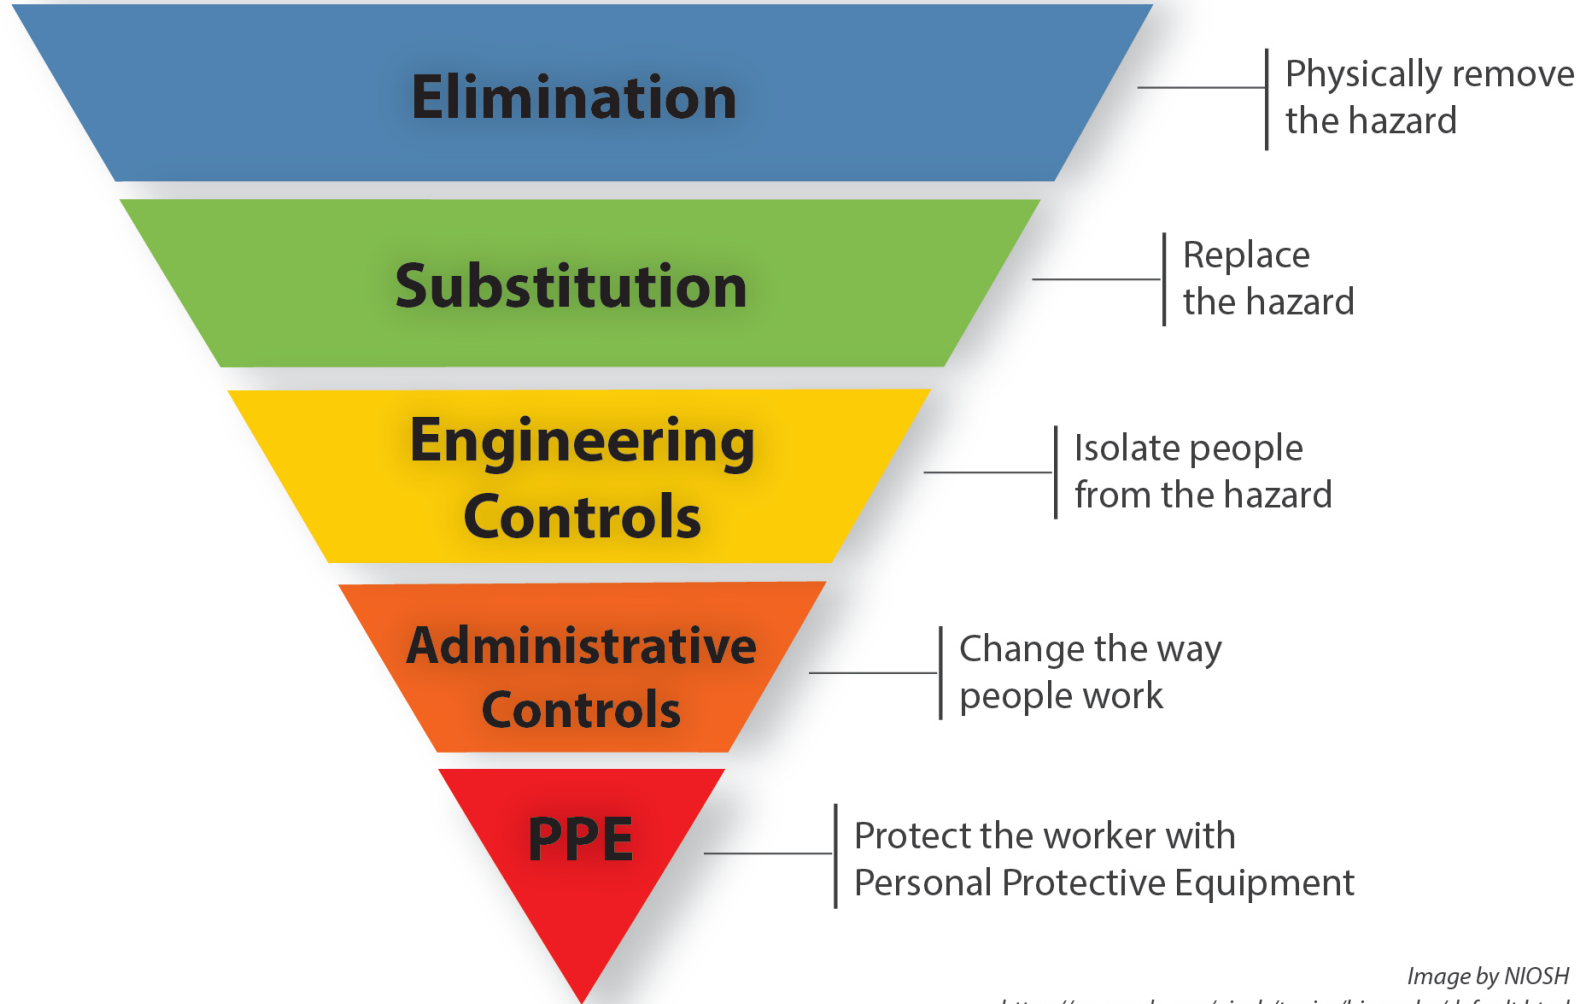 Elimination
Physically remove
the hazard
Substitution
Replace
the hazard
Engineering
Controls
Isolate people
from the hazard
Administrative
Controls
Change the way
people work
PPE
Protect the worker with
Personal Protective Equipment
Image by NIOSH